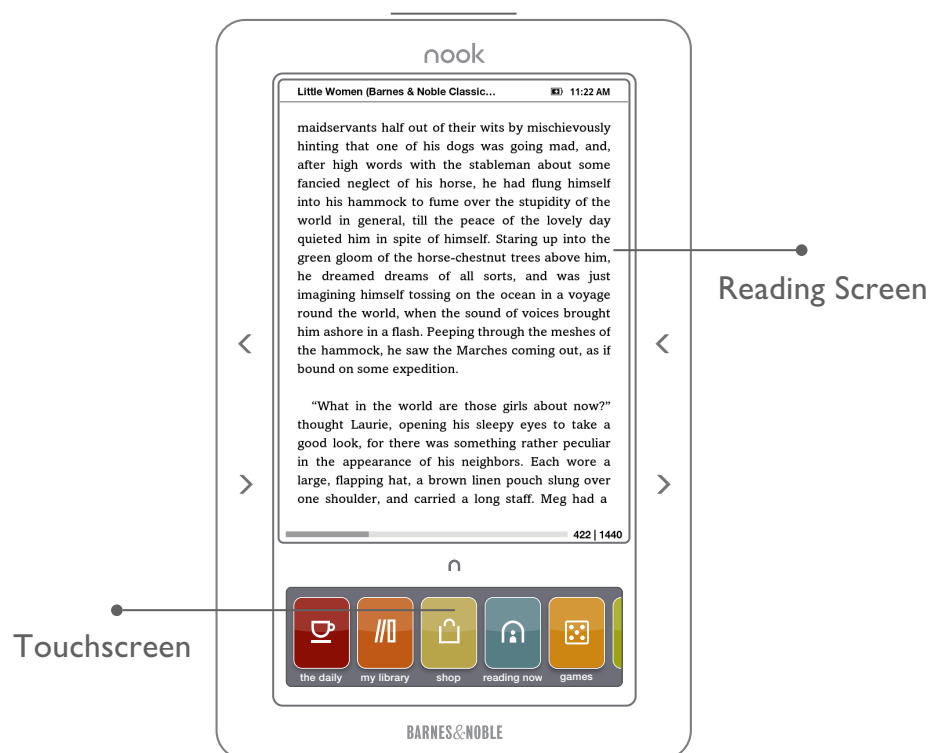 nook
Little Women (Barnes & Noble Classic...
11:22 AM
maidservants half out of their wits by mischievously
hinting that one of his dogs was going mad, and,
after high words with the stableman about some
fancied neglect of his horse, he had flung himself
into his hammock to fume over the stupidity of the
world in general, till the peace of the lovely day
quieted him in spite of himself. Staring up into the
green gloom of the horse-chestnut trees above him,
he dreamed dreams of all sorts, and was just
imagining himself tossing on the ocean in a voyage
round the world, when the sound of voices brought
him ashore in a flash. Peeping through the meshes of
the hammock, he saw the Marches coming out, as if
bound on some expedition.
“What in the world are those girls about now?”
thought Laurie, opening his sleepy eyes to take a
good look, for there was something rather peculiar
in the appearance of his neighbors. Each wore a
large, flapping hat, a brown linen pouch slung over
one shoulder, and carried a long staff. Meg had a
422 | 1440
Reading Screen
n
Touchscreen
the daily
my library
shop
reading now
games
BARNES&NOBLE